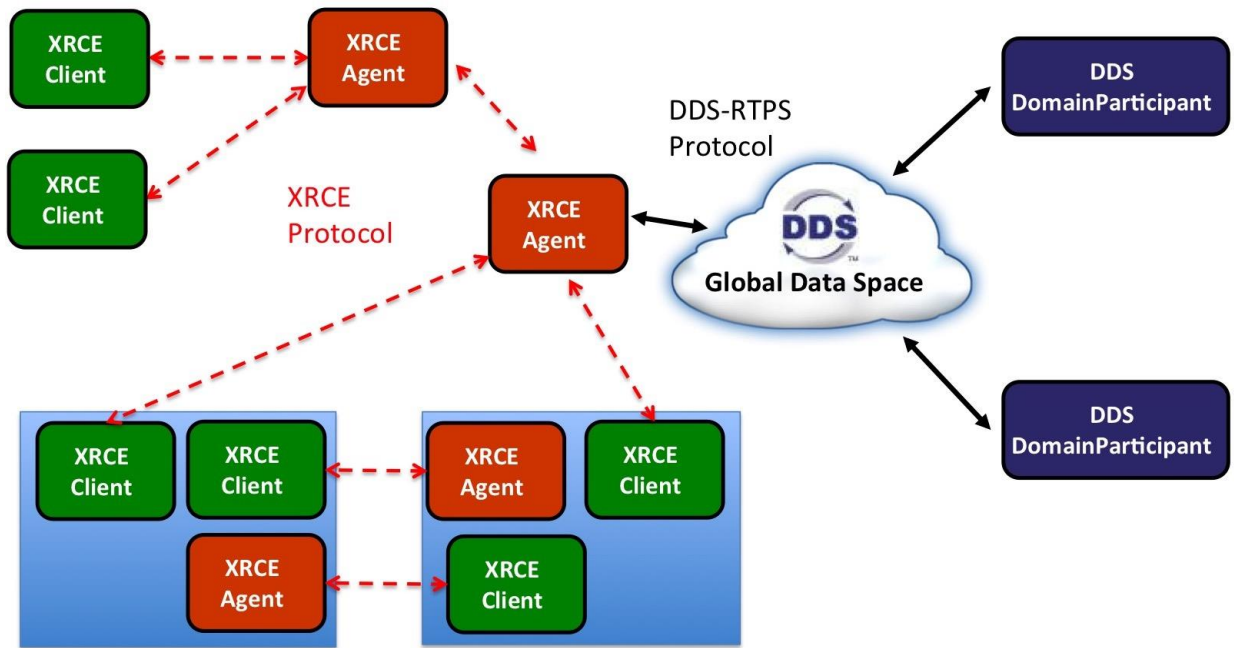 XRCE
Client
XRCE
Agent
DDS
DomainParticipant
DDS-RTPS
Protocol
XRCE
Client
XRCE
Protocol
XRCE
Agent
DDS
TM
Global Data Space
DDS
DomainParticipant
XRCE
Client
XRCE
Client
XRCE
Agent
XRCE
Client
XRCE
Agent
XRCE
Client